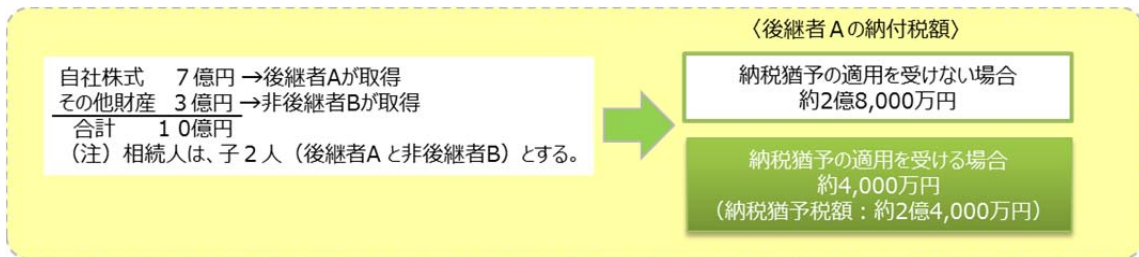 〈後継者Aの納付税額〉
自社株式　7億円 →後継者Aが取得
その他財産　3億円 →非後継者Bが取得
合計　10億円
（注）相続人は、子２人（後継者Aと非後継者B）とする。
納税猶予の適用を受けない場合
約2億8,000万円
納税猶予の適用を受ける場合
約4,000万円
（納税猶予税額：約2億4,000万円）